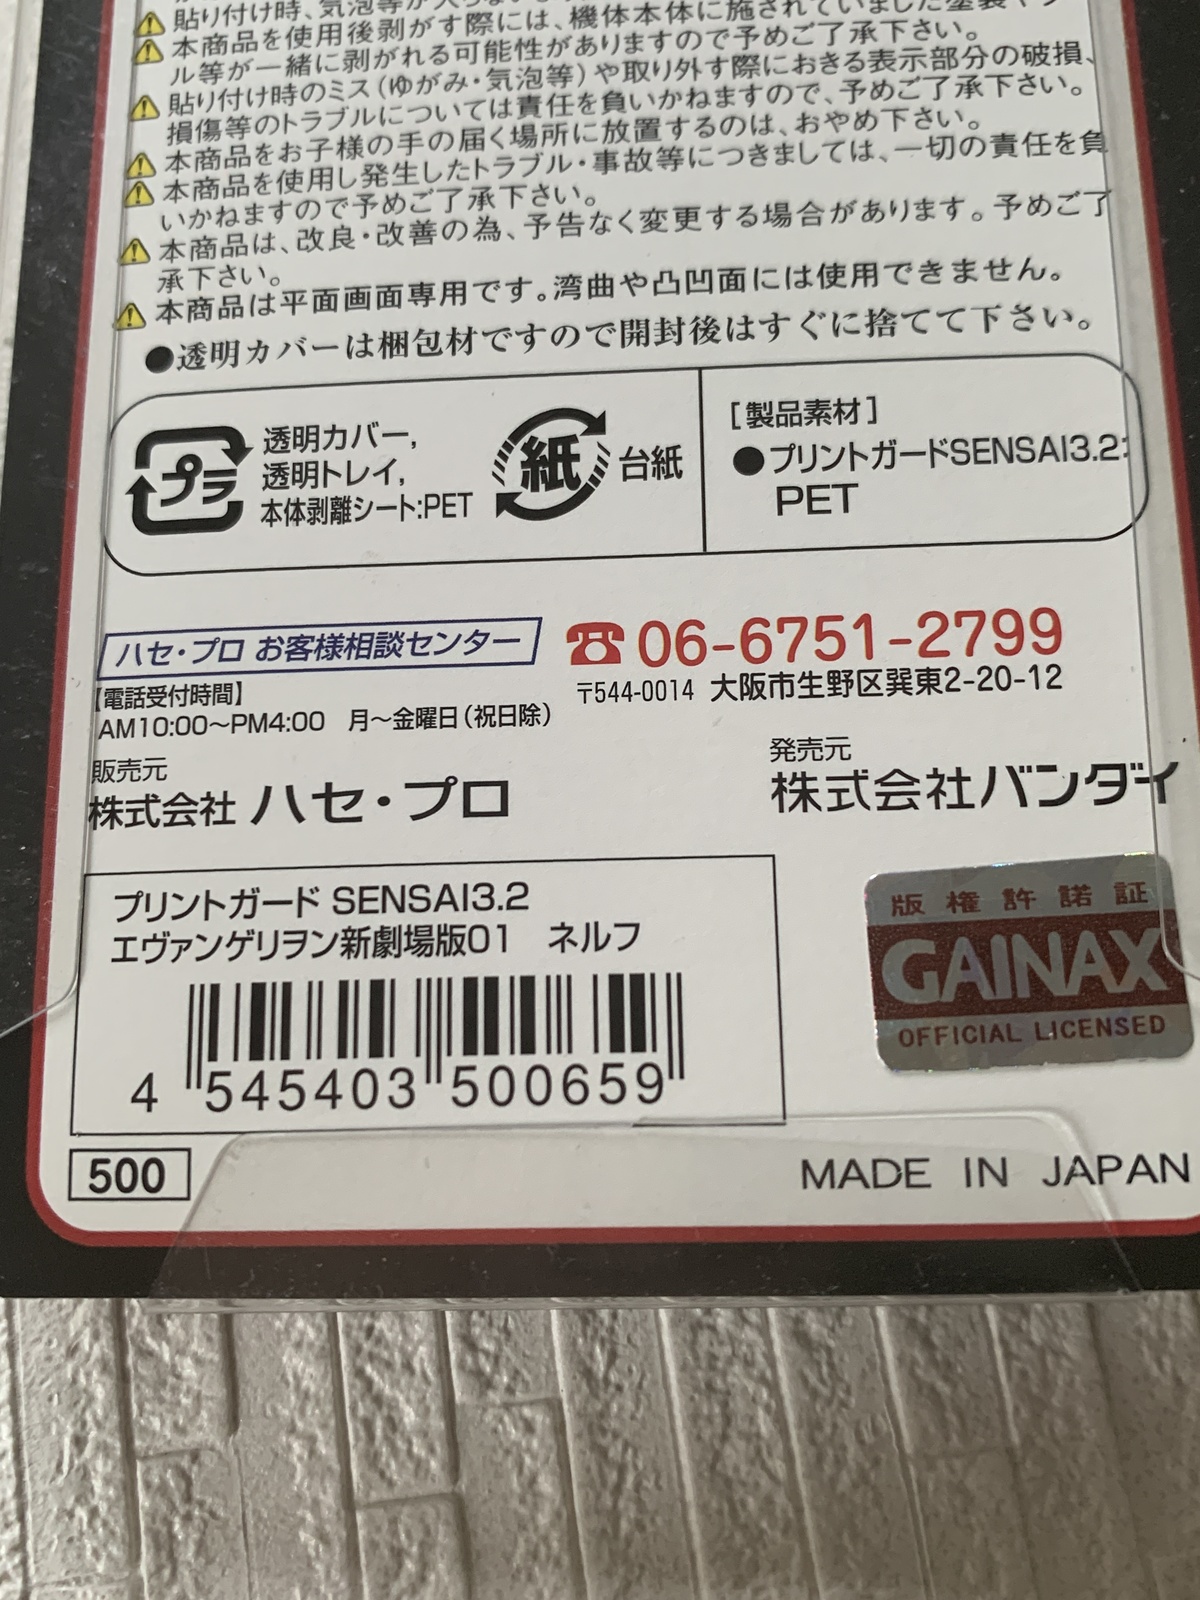 貼り付け時、気泡等が入らない
本商品を使用後剥がす際には、機体本体に施されていました塗装やラ
ル等が一緒に剥がれる可能性がありますので予めご了承下さい。
貼り付け時のミス(ゆがみ・気泡等)や取り外す際におきる表示部分の破損、
損傷等のトラブルについては責任を負いかねますので、予めご了承下さい。
本商品をお子様の手の届く場所に放置するのは、おやめ下さい。
本商品を使用し発生したトラブル・事故等につきましては、一切の責任を負
いかねますので予めご了承下さい。
本商品は、改良・改善の為、予告なく変更する場合があります。予めご了
承下さい。
本商品は平面画面専用です。湾曲や凸凹面には使用できません。
●透明カバーは梱包材ですので開封後はすぐに捨てて下さい。
プラ
透明カバー,
透明トレイ,
本体剥離シート:PET
紙
台紙
[製品素材]
●プリントガードSENSAI3.2:
PET
ハセ・プロ お客様相談センター
☎06-6751-2799
【電話受付時間】
〒544-0014 大阪市生野区巽東2-20-12
AM10:00～PM4:00 月～金曜日(祝日除)
販売元
株式会社 ハセ・プロ
発売元
株式会社バンダイ
プリントガード SENSAI3.2
エヴァンゲリヲン新劇場版01 ネルフ
4 545403 500659
版権許諾証
GAINAX
OFFICIAL LICENSED
500
MADE IN JAPAN